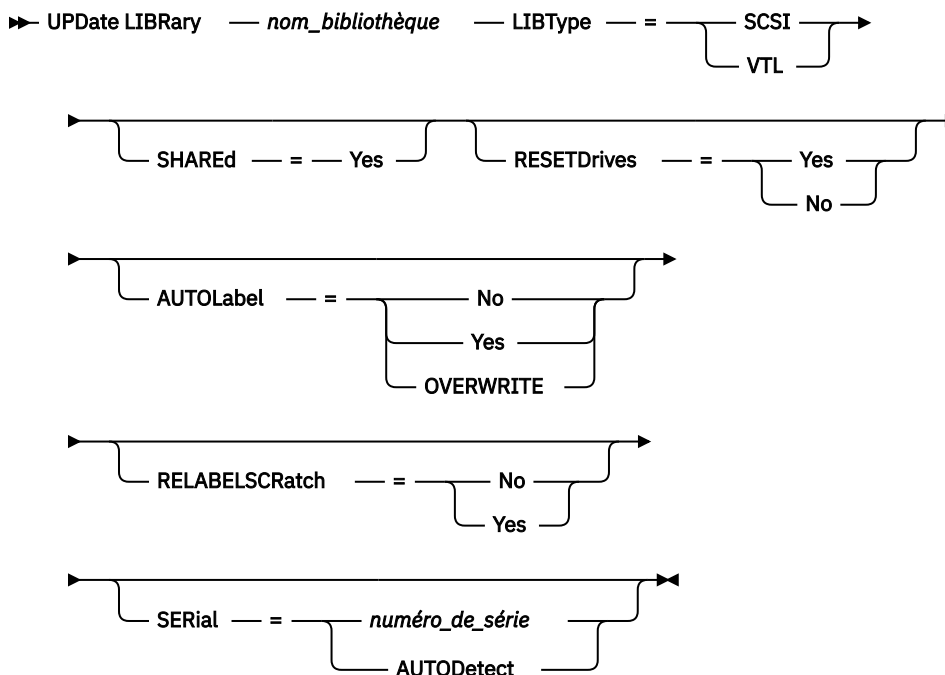 UPDate LIBRary nom_bibliothèque LIBType = SCSI
VTL
SHAREd = Yes RESETDrives = Yes
No
AUTOLabel = No
Yes
OVERWRITE
RELABELSCRatch = No
Yes
SERial = numéro_de_série
AUTODetect